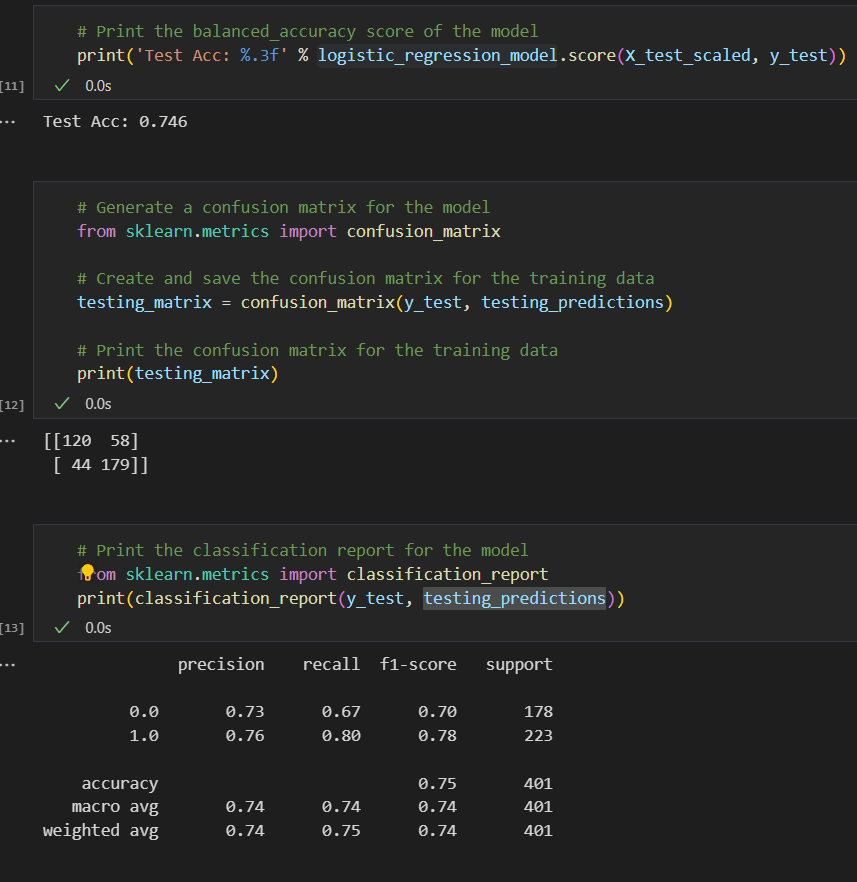 # Print the balanced_accuracy score of the model
print('Test Acc: %.3f' % logistic_regression_model.score(X_test_scaled, y_test))
[11] 0.0s
... Test Acc: 0.746
# Generate a confusion matrix for the model
from sklearn.metrics import confusion_matrix
# Create and save the confusion matrix for the training data
testing_matrix = confusion_matrix(y_test, testing_predictions)
# Print the confusion matrix for the training data
print(testing_matrix)
[12] 0.0s
... [[120  58]
 [ 44 179]]
# Print the classification report for the model
from sklearn.metrics import classification_report
print(classification_report(y_test, testing_predictions))
[13] 0.0s
... precision recall f1-score support
0.0 0.73 0.67 0.70 178
1.0 0.76 0.80 0.78 223
accuracy 0.75 401
macro avg 0.74 0.74 0.74 401
weighted avg 0.74 0.75 0.74 401